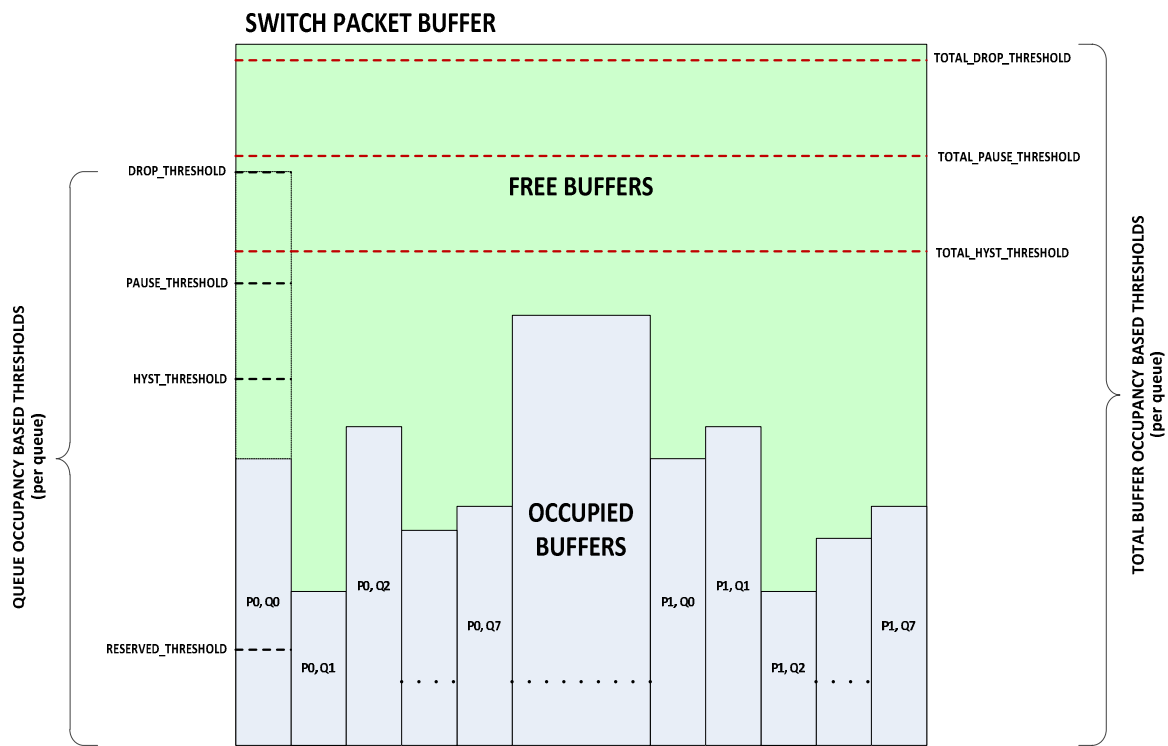 SWITCH PACKET BUFFER
TOTAL_DROP_THRESHOLD
TOTAL_PAUSE_THRESHOLD
DROP_THRESHOLD
FREE BUFFERS
TOTAL_HYST_THRESHOLD
PAUSE_THRESHOLD
HYST_THRESHOLD
QUEUE OCCUPANCY BASED THRESHOLDS
(per queue)
TOTAL BUFFER OCCUPANCY BASED THRESHOLDS
(per queue)
OCCUPIED
BUFFERS
P0, Q0
P0, Q1
P0, Q2
P0, Q7
P1, Q0
P1, Q1
P1, Q2
P1, Q7
RESERVED_THRESHOLD
. . . .
. . . . . . . . . . .
. . . .